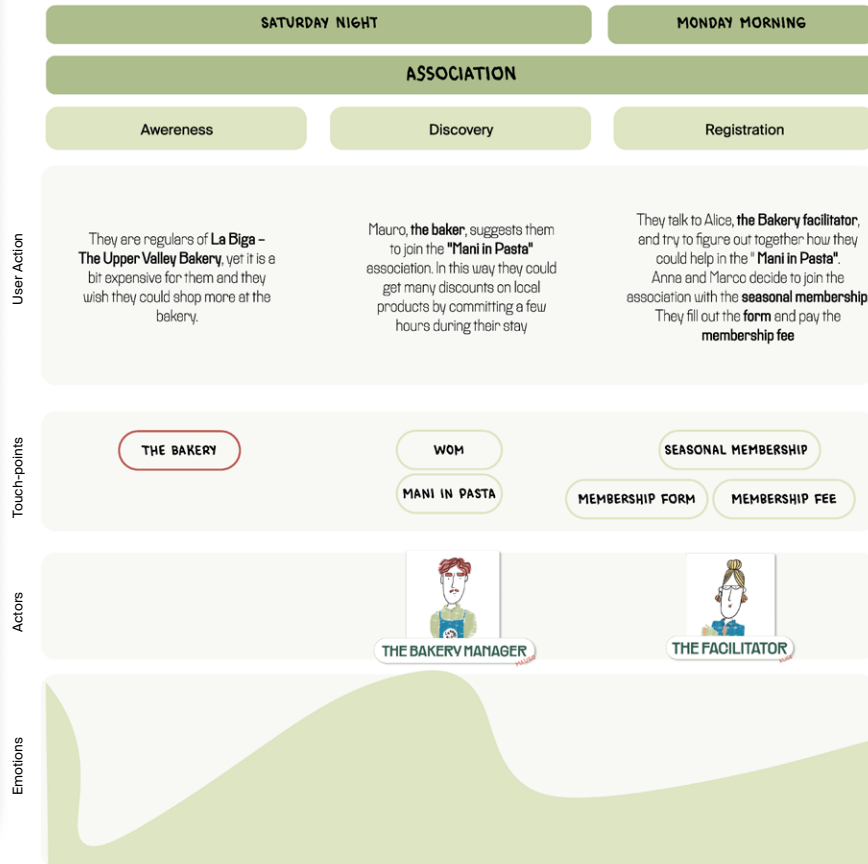 SATURDAY NIGHT
MONDAY MORNING
ASSOCIATION
Awereness
Discovery
Registration
User Action
They are regulars of La Biga –
The Upper Valley Bakery, yet it is a
bit expensive for them and they
wish they could shop more at the
bakery.
Mauro, the baker, suggests them
to join the "Mani in Pasta"
association. In this way they could
get many discounts on local
products by committing a few
hours during their stay
They talk to Alice, the Bakery facilitator,
and try to figure out together how they
could help in the " Mani in Pasta".
Anna and Marco decide to join the
association with the seasonal membership
They fill out the form and pay the
membership fee
Touch-points
THE BAKERY
WOM
MANI IN PASTA
SEASONAL MEMBERSHIP
MEMBERSHIP FORM
MEMBERSHIP FEE
Actors
THE BAKERY MANAGER
MAURO
THE FACILITATOR
Emotions